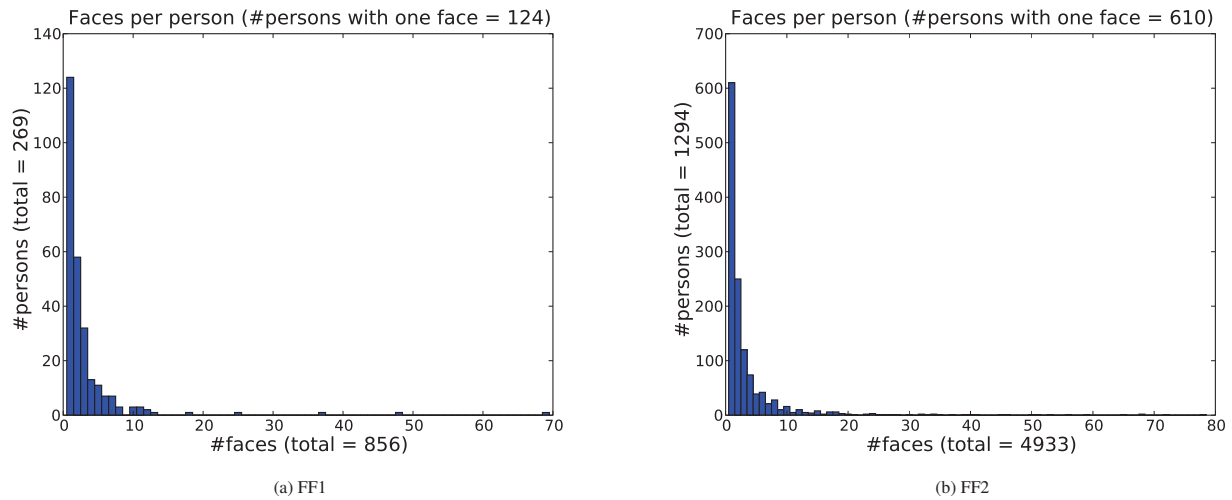 Faces per person (#persons with one face = 124)
140
120
100
80
60
40
20
0
#persons (total = 269)
0 10 20 30 40 50 60 70
#faces (total = 856)
(a) FF1
Faces per person (#persons with one face = 610)
700
600
500
400
300
200
100
0
#persons (total = 1294)
0 10 20 30 40 50 60 70 80
#faces (total = 4933)
(b) FF2